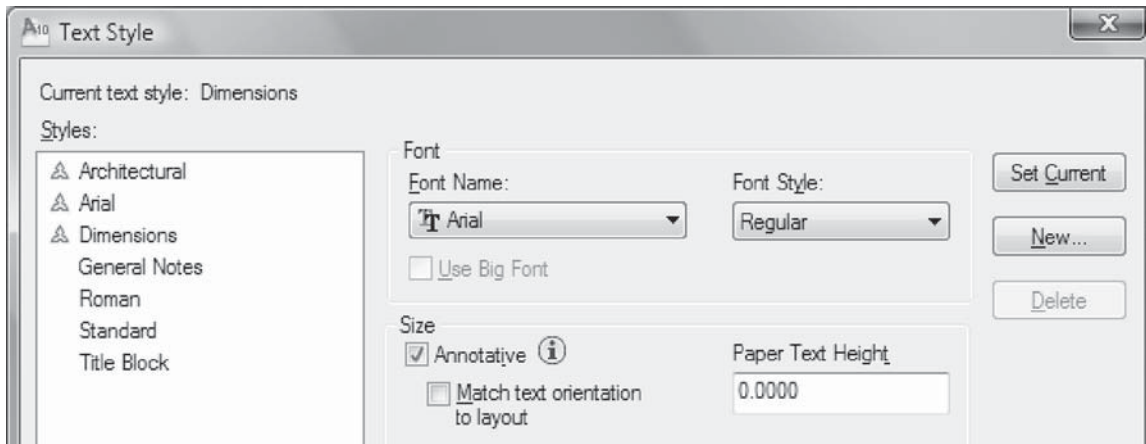 A10 Text Style
Current text style: Dimensions
Styles:
Architectural
Arial
Dimensions
General Notes
Roman
Standard
Title Block
Font
Font Name:
Arial
Font Style:
Regular
Use Big Font
Size
Annotative
Match text orientation
to layout
Paper Text Height
0.0000
Set Current
New...
Delete